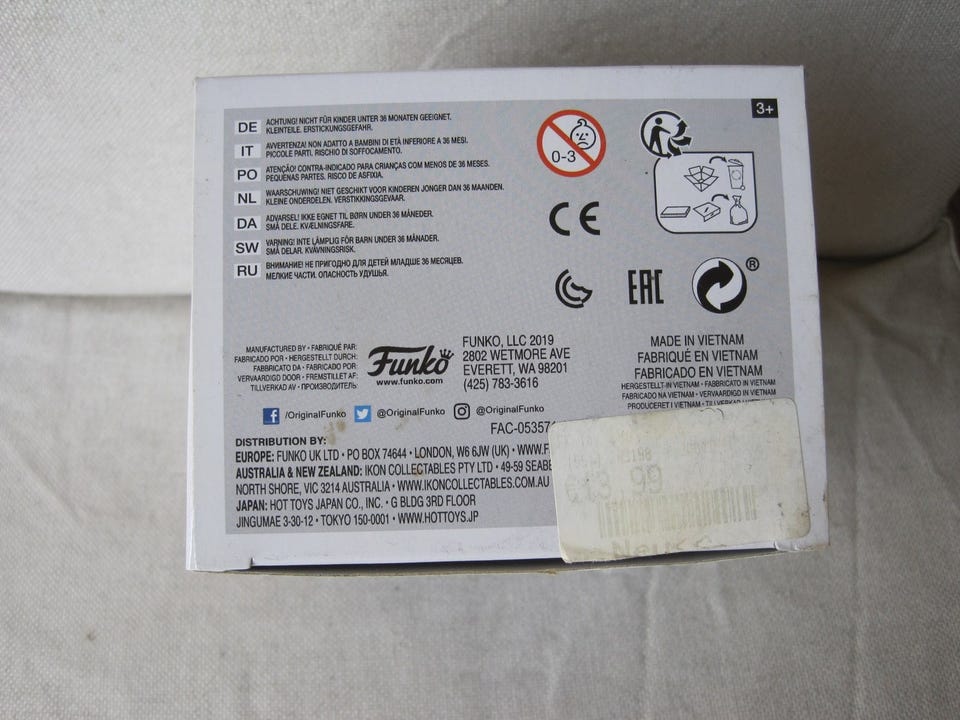 3+
DE ACHTUNG! NICHT FÜR KINDER UNTER 36 MONATEN GEEIGNET.
KLEINTEILE. ERSTICKUNGSGEFAHR.
IT AVVERTENZA! NON ADATTO A BAMBINI DI ETÀ INFERIORE A 36 MESI.
PICCOLE PARTI. RISCHIO DI SOFFOCAMENTO.
PO ATENÇÃO! CONTRA-INDICADO PARA CRIANÇAS COM MENOS DE 36 MESES.
PEQUENAS PARTES. RISCO DE ASFIXIA.
NL WAARSCHUWING! NIET GESCHIKT VOOR KINDEREN JONGER DAN 36 MAANDEN.
KLEINE ONDERDELEN. VERSTIKKINGSGEVAAR.
DA ADVARSEL! IKKE EGNET TIL BØRN UNDER 36 MÅNEDER.
SMÅ DELE. KVÆLNINGSFARE.
SW VARNING! INTE LÄMPLIG FÖR BARN UNDER 36 MÅNADER.
SMÅ DELAR. KVÄVNINGSRISK.
RU ВНИМАНИЕ! НЕ ПРИГОДНО ДЛЯ ДЕТЕЙ МЛАДШЕ 36 МЕСЯЦЕВ.
МЕЛКИЕ ЧАСТИ. ОПАСНОСТЬ УДУШЬЯ.
0-3
CE
EAC
®
MANUFACTURED BY • FABRIQUÉ PAR:
FABRICADO POR • HERGESTELLT DURCH:
FABBRICATO DA • FABRICADO POR:
VERVAARDIGD DOOR • FREMSTILLET AF:
TILLVERKAD AV • ПРОИЗВОДИТЕЛЬ:
Funko
www.funko.com
FUNKO, LLC 2019
2802 WETMORE AVE
EVERETT, WA 98201
(425) 783-3616
MADE IN VIETNAM
FABRIQUÉ EN VIETNAM
FABRICADO EN VIETNAM
HERGESTELLT IN VIETNAM • FABBRICATO IN VIETNAM
FABRICADO NA VIETNAM • VERVAARDIGD IN VIETNAM
PRODUCERET I VIETNAM • TILLVERKAD I VIETNAM
/OriginalFunko @OriginalFunko @OriginalFunko
FAC-053574
DISTRIBUTION BY:
EUROPE: FUNKO UK LTD • PO BOX 74644 • LONDON, W6 6JW (UK) • WWW.F
AUSTRALIA & NEW ZEALAND: IKON COLLECTABLES PTY LTD • 49-59 SEABE
NORTH SHORE, VIC 3214 AUSTRALIA • WWW.IKONCOLLECTABLES.COM.AU
JAPAN: HOT TOYS JAPAN CO., INC. • G BLDG 3RD FLOOR
JINGUMAE 3-30-12 • TOKYO 150-0001 • WWW.HOTTOYS.JP
€13 99